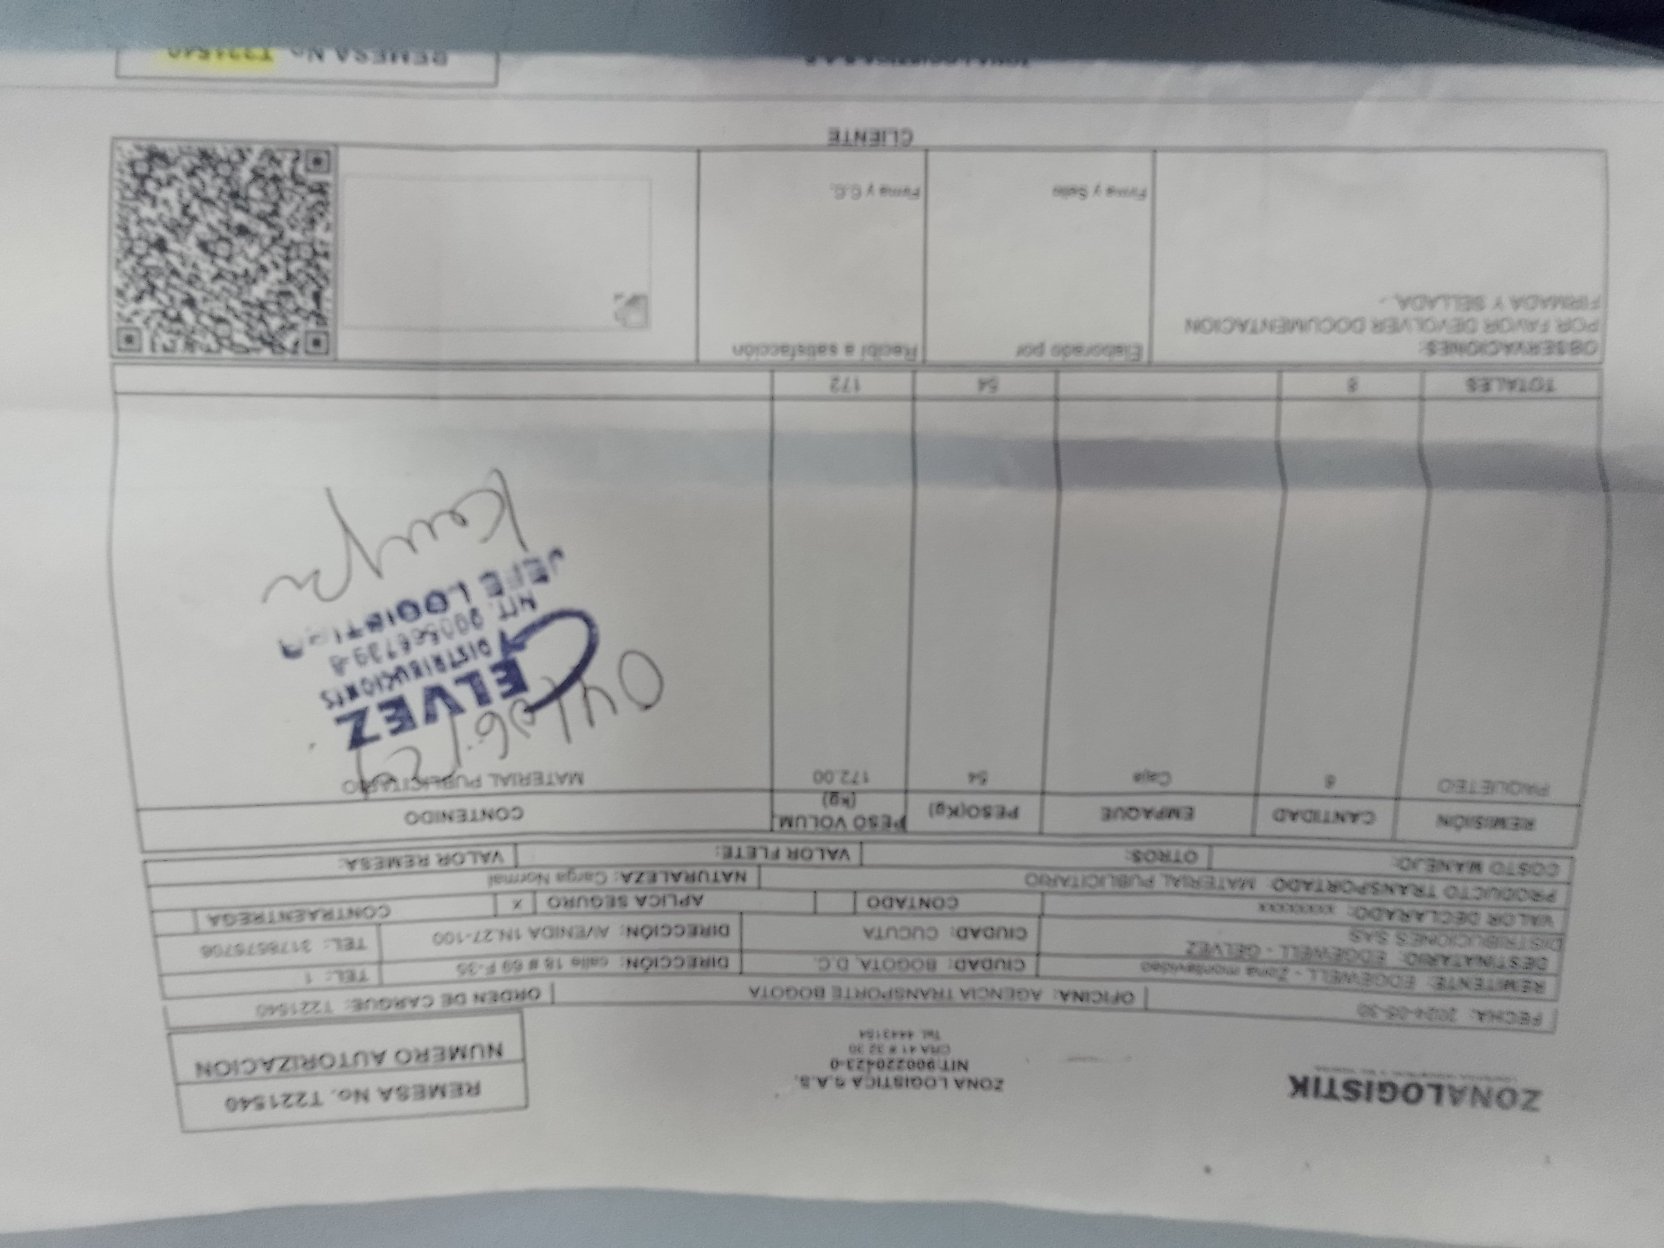 ZONALOGISTIK
ZONA LOGISTICA S.A.S.
NIT:900220423-0
CRA 41 # 32 30
Tel. 4443154
REMESA No. T221540
NUMERO AUTORIZACION
FECHA: 2024-05-30 OFICINA: AGENCIA TRANSPORTE BOGOTA ORDEN DE CARGUE: T221540
REMITENTE: EDGEWELL - Zona montevideo CIUDAD: BOGOTA, D.C. DIRECCIÓN: calle 18 # 69 F-35 TEL: 1
DESTINATARIO: EDGEWELL - GELVEZ CIUDAD: CUCUTA DIRECCIÓN: AVENIDA 1N.27-100 TEL:
DISTRIBUCIONES SAS
VALOR DECLARADO: xxxxxxxx CONTADO APLICA SEGURO X CONTRAENTREGA
PRODUCTO TRANSPORTADO: MATERIAL PUBLICITARIO NATURALEZA: Carga Normal
COSTO MANEJO: OTROS: VALOR FLETE: VALOR REMESA:
REMISIÓN CANTIDAD EMPAQUE PESO(Kg) PESO VOLUM. (kg) CONTENIDO
PAQUETEO Caja 54 172.00 MATERIAL PUBLICITARIO
GELVEZ
DISTRIBUCIONES
NIT. 900566739-8
JEFE LOGISTICA
TOTALES 54 172
OBSERVACIONES:
POR FAVOR DEVOLVER DOCUMENTACION
FIRMADA Y SELLADA.-
Elaborado por
Firma y Sello
Recibí a satisfacción
Firma y C.C.
CLIENTE
REMESA No. T221540